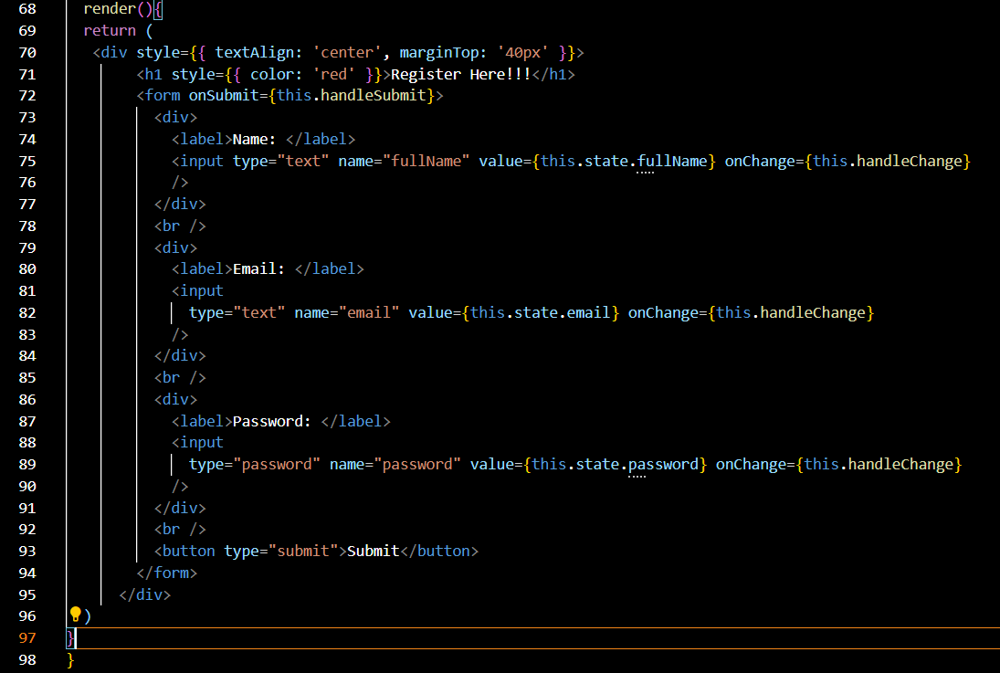 68 render(){
69 return (
70 <div style={{ textAlign: 'center', marginTop: '40px' }}>
71 <h1 style={{ color: 'red' }}>Register Here!!!</h1>
72 <form onSubmit={this.handleSubmit}>
73 <div>
74 <label>Name: </label>
75 <input type="text" name="fullName" value={this.state.fullName} onChange={this.handleChange}
76 />
77 </div>
78 <br />
79 <div>
80 <label>Email: </label>
81 <input
82 type="text" name="email" value={this.state.email} onChange={this.handleChange}
83 />
84 </div>
85 <br />
86 <div>
87 <label>Password: </label>
88 <input
89 type="password" name="password" value={this.state.password} onChange={this.handleChange}
90 />
91 </div>
92 <br />
93 <button type="submit">Submit</button>
94 </form>
95 </div>
96 )
97 }
98 }